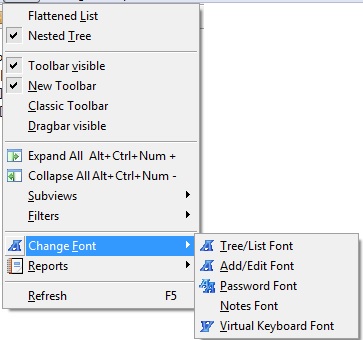 Flattened List
Nested Tree
Toolbar visible
New Toolbar
Classic Toolbar
Dragbar visible
Expand All Alt+Ctrl+Num +
Collapse All Alt+Ctrl+Num -
Subviews
Filters
Change Font
Reports
Refresh F5
Tree/List Font
Add/Edit Font
Password Font
Notes Font
Virtual Keyboard Font